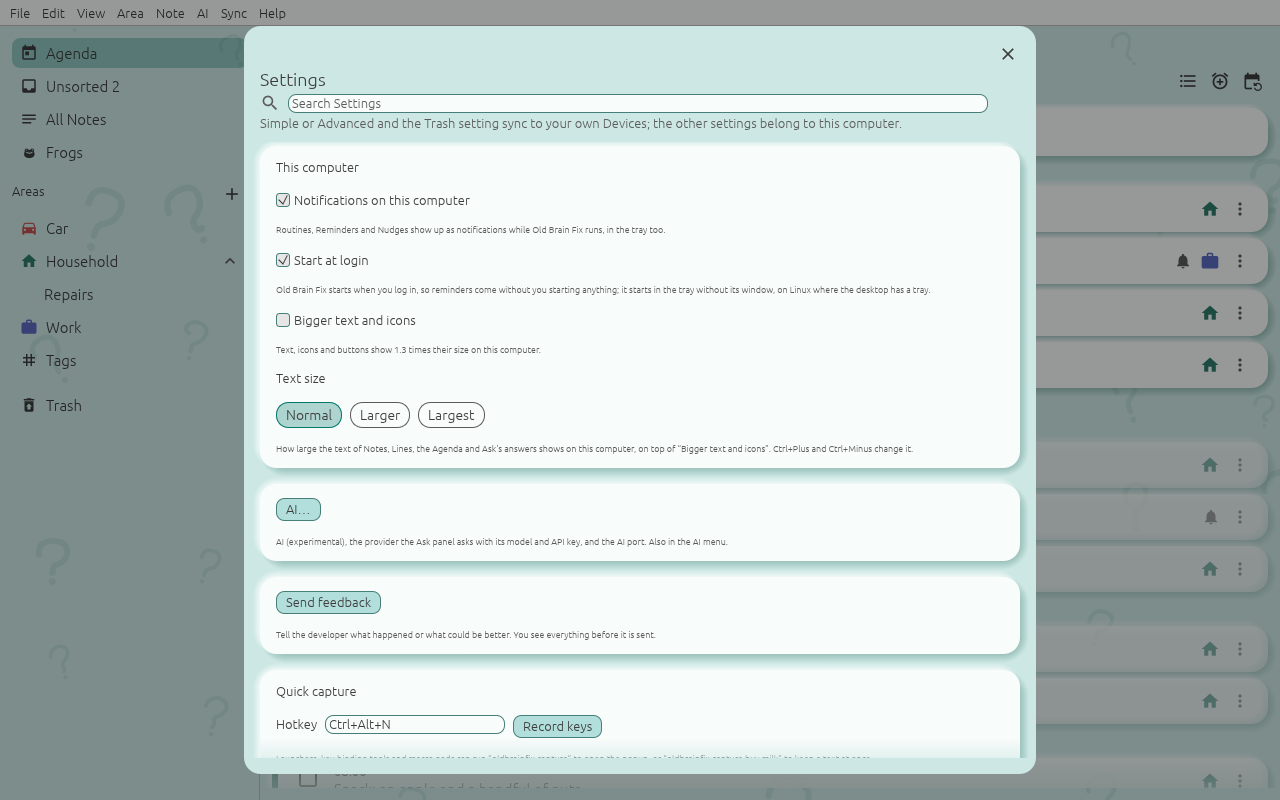 File Edit View Area Note AI Sync Help
Agenda
Unsorted 2
All Notes
Frogs
Areas
Car
Household
Repairs
Work
Tags
Trash
Settings
Search Settings
Simple or Advanced and the Trash setting sync to your own Devices; the other settings belong to this computer.
This computer
Notifications on this computer
Routines, Reminders and Nudges show up as notifications while Old Brain Fix runs, in the tray too.
Start at login
Old Brain Fix starts when you log in, so reminders come without you starting anything; it starts in the tray without its window, on Linux where the desktop has a tray.
Bigger text and icons
Text, icons and buttons show 1.3 times their size on this computer.
Text size
Normal Larger Largest
How large the text of Notes, Lines, the Agenda and Ask's answers shows on this computer, on top of "Bigger text and icons". Ctrl+Plus and Ctrl+Minus change it.
AI…
AI (experimental), the provider the Ask panel asks with its model and API key, and the AI port. Also in the AI menu.
Send feedback
Tell the developer what happened or what could be better. You see everything before it is sent.
Quick capture
Hotkey Ctrl+Alt+N Record keys